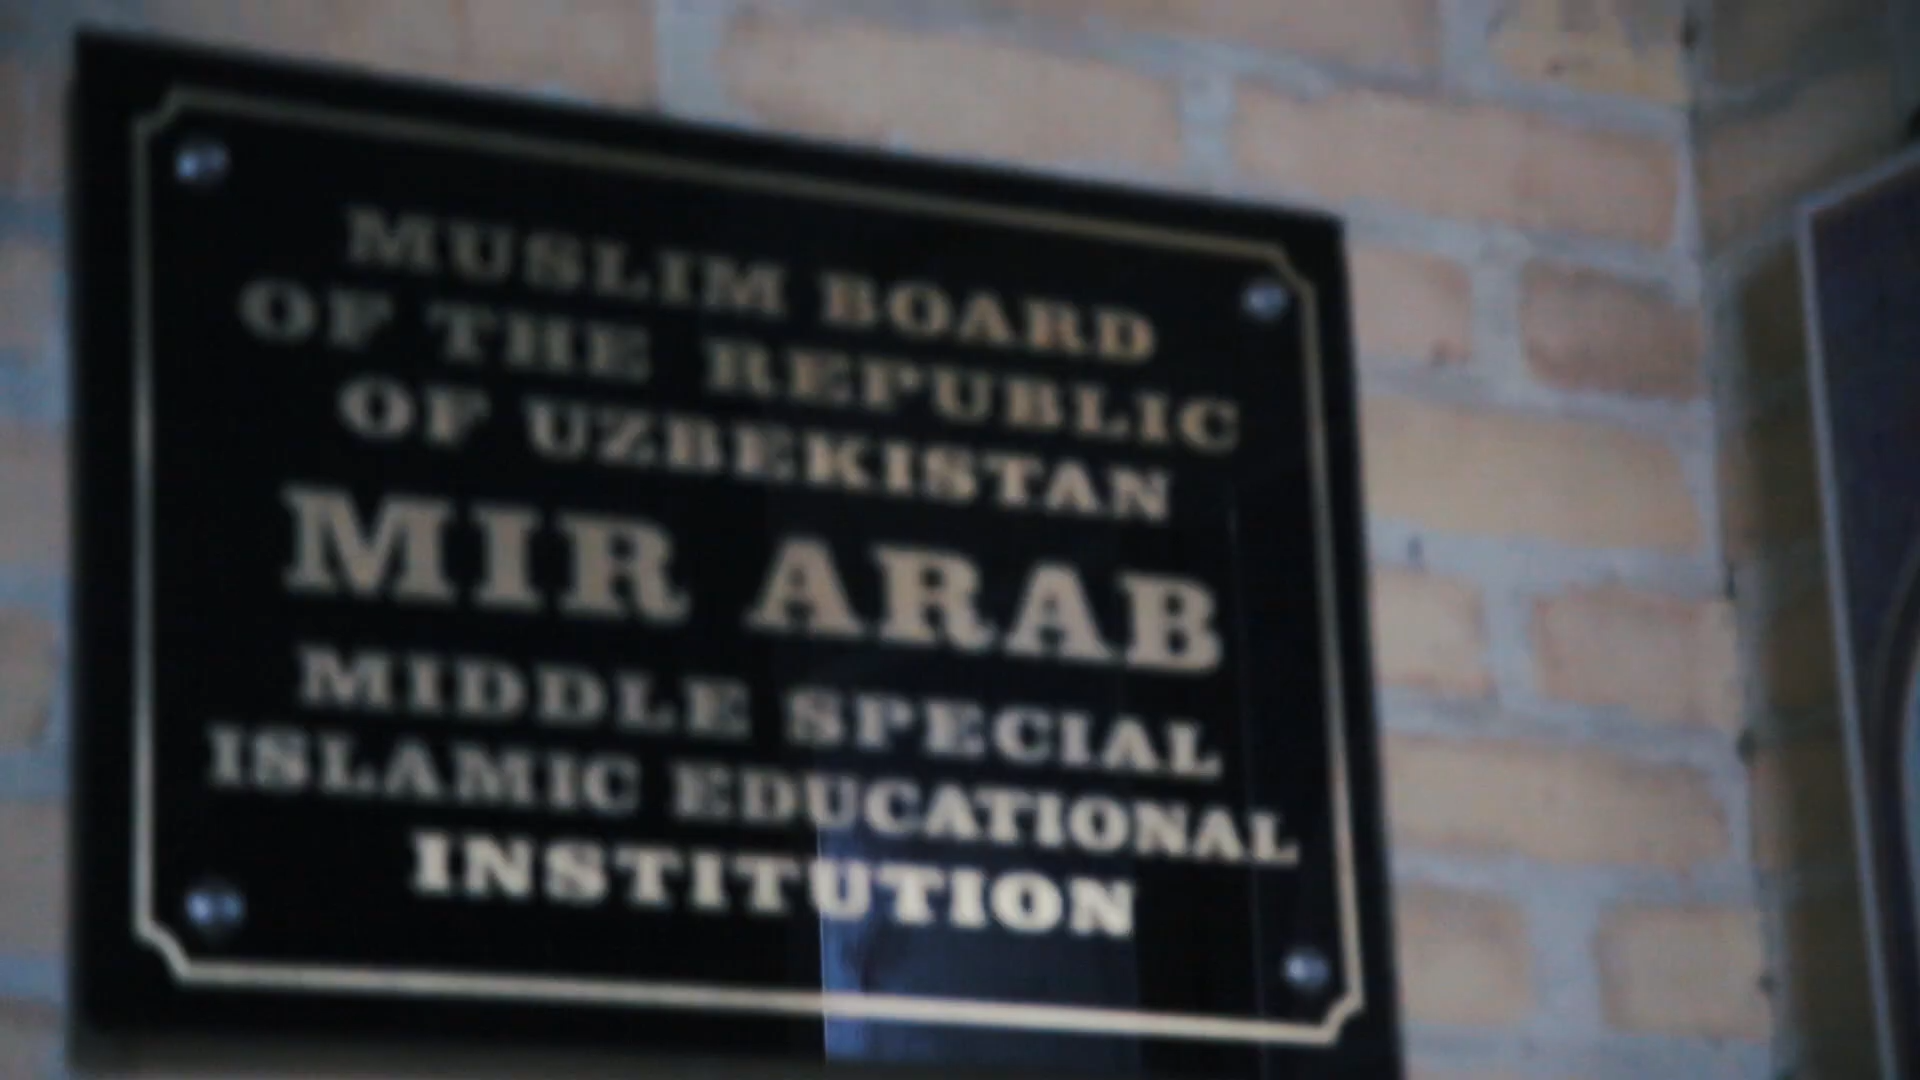 MUSLIM BOARD
OF THE REPUBLIC
OF UZBEKISTAN
MIR ARAB
MIDDLE SPECIAL
ISLAMIC EDUCATIONAL
INSTITUTION